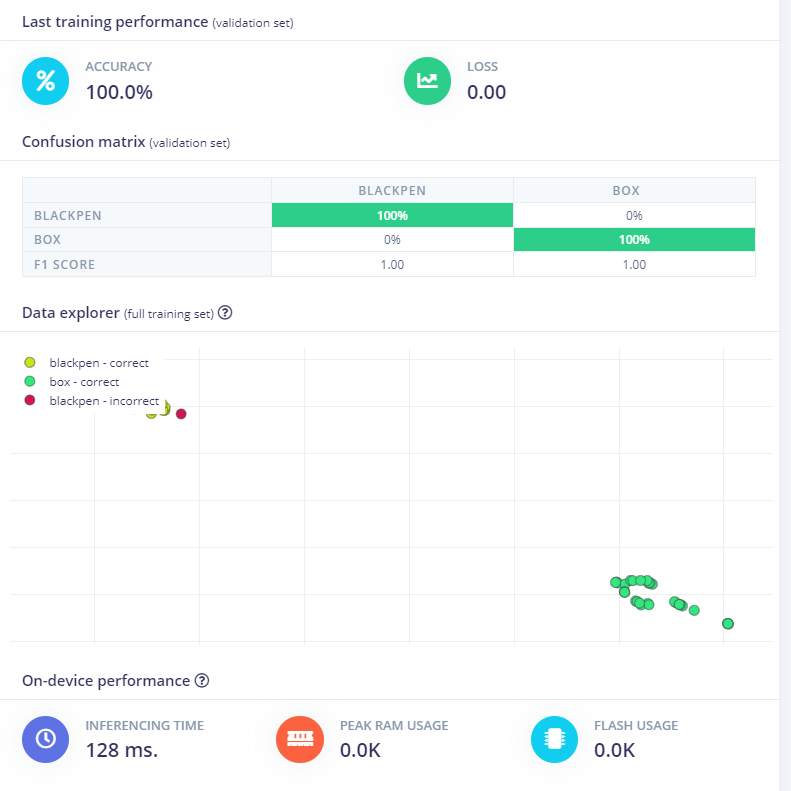 Last training performance (validation set)
ACCURACY
100.0%
LOSS
0.00
Confusion matrix (validation set)
BLACKPEN BOX
BLACKPEN 100% 0%
BOX 0% 100%
F1 SCORE 1.00 1.00
Data explorer (full training set) ?
blackpen - correct
box - correct
blackpen - incorrect
On-device performance ?
INFERENCING TIME
128 ms.
PEAK RAM USAGE
0.0K
FLASH USAGE
0.0K